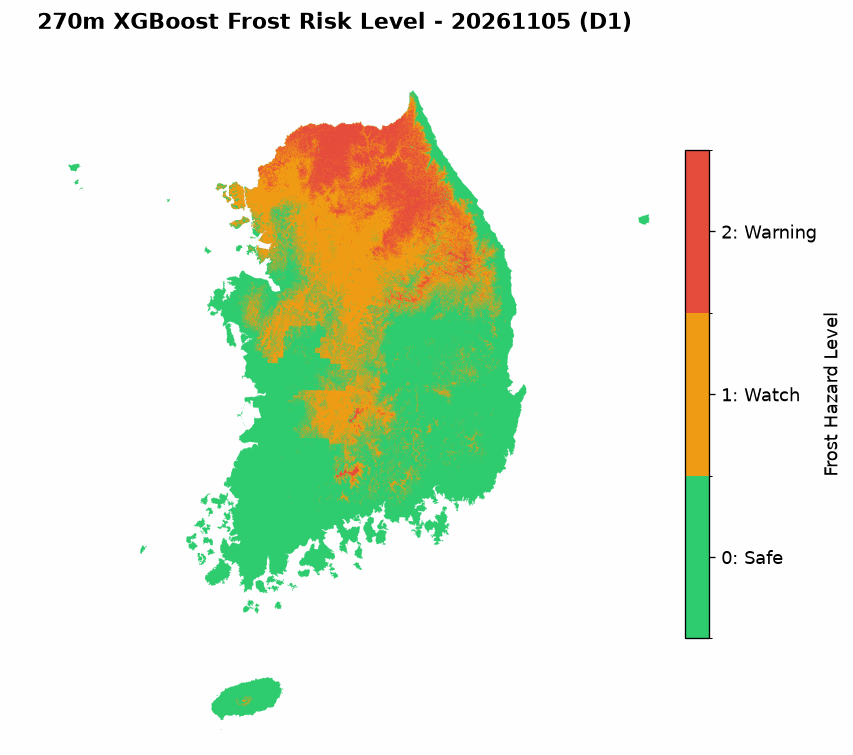 270m XGBoost Frost Risk Level - 20261105 (D1)
2: Warning
1: Watch
0: Safe
Frost Hazard Level